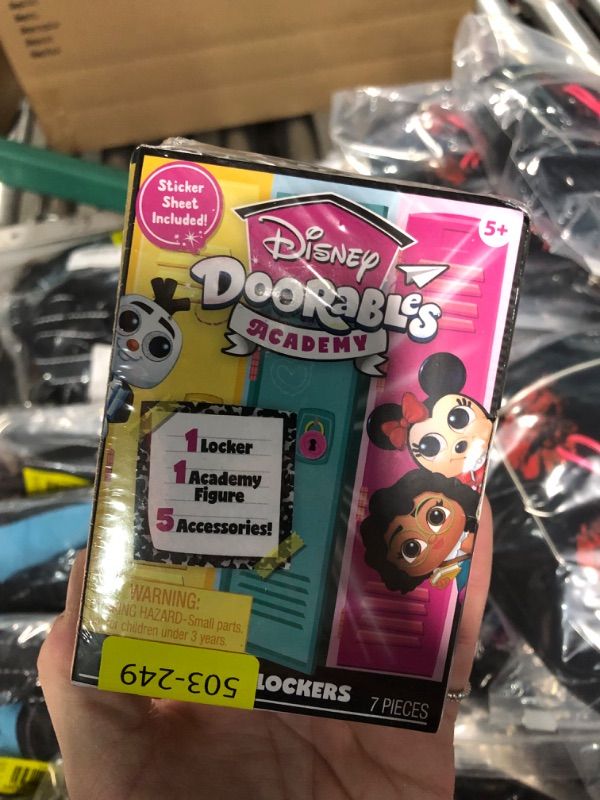 Sticker
Sheet
Included!
5+
Disney
Doorables
ACADEMY
1 Locker
1 Academy
Figure
5 Accessories!
WARNING:
HAZARD-Small parts.
children under 3 years.
503-249
LOCKERS
7 PIECES